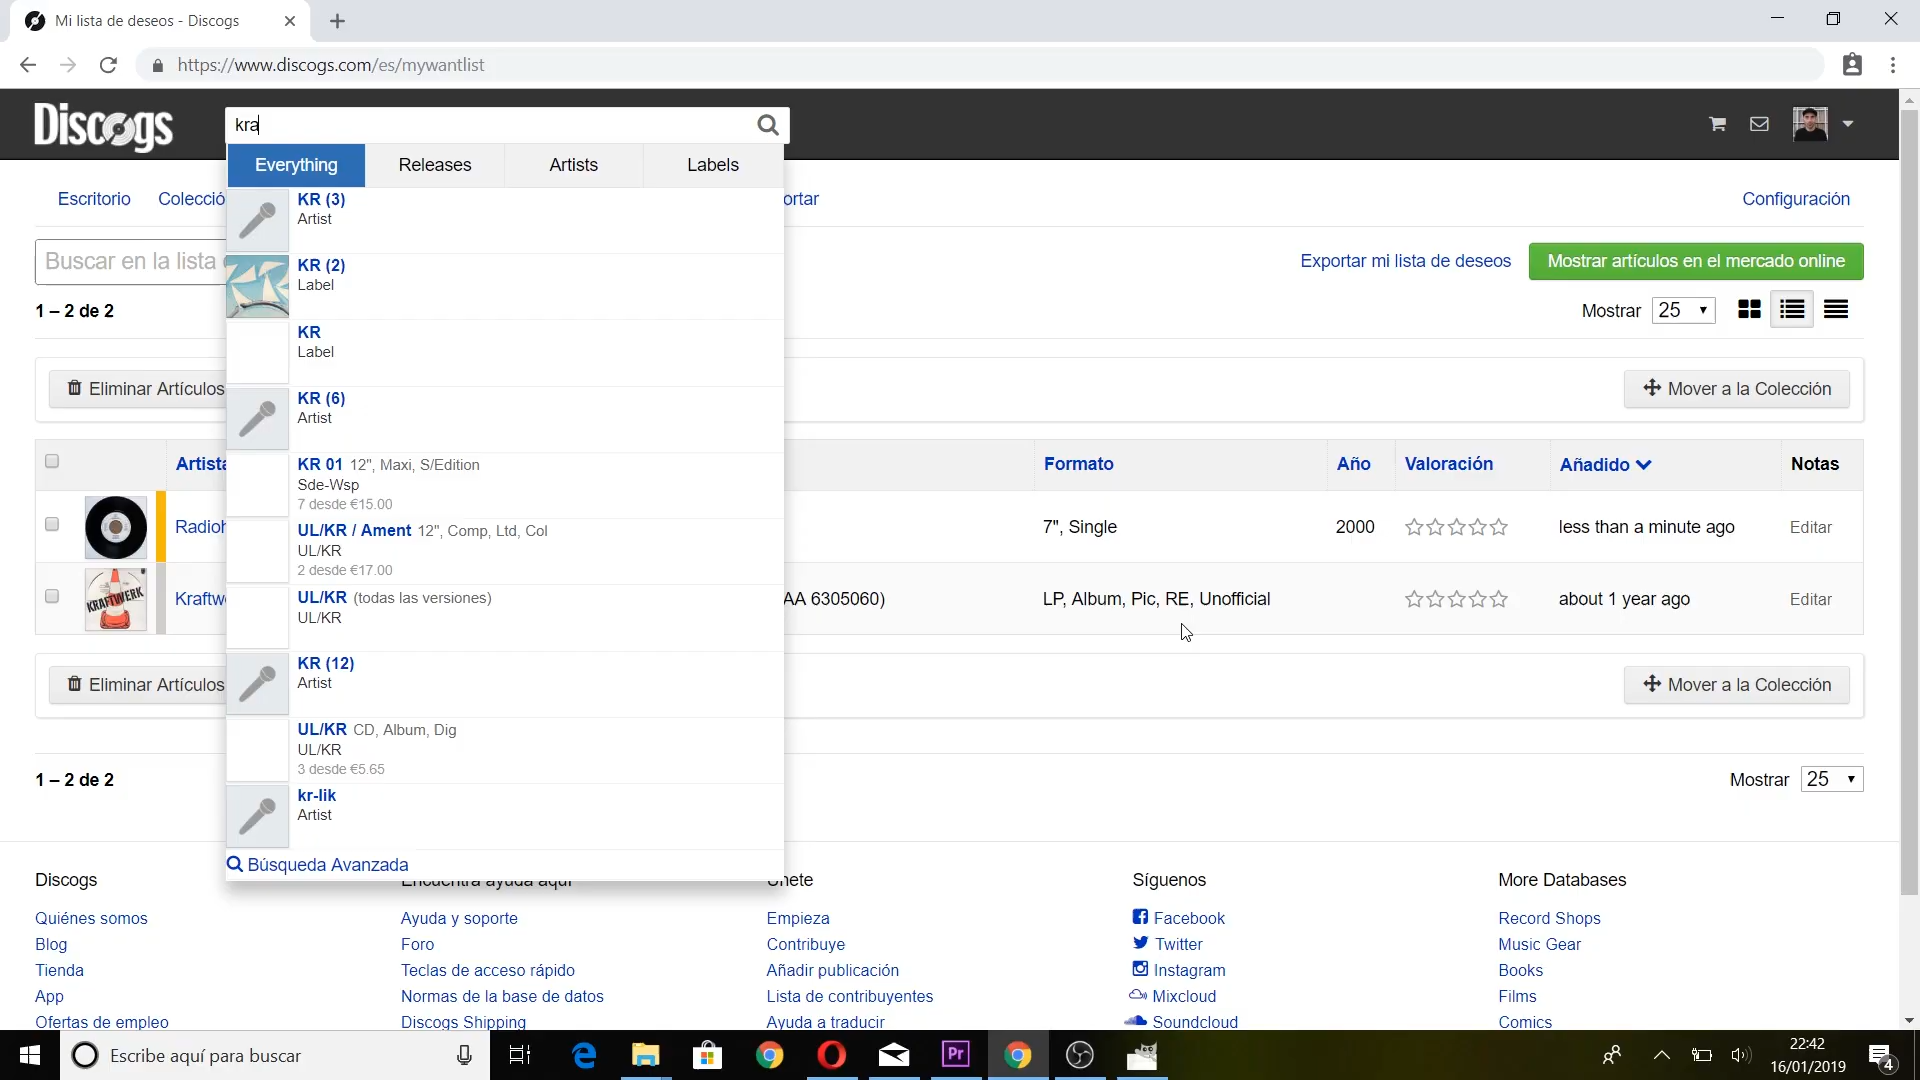 Mi lista de deseos - Discogs
https://www.discogs.com/es/mywantlist
Discogs
kra
Everything
Releases
Artists
Labels
Escritorio
Colecció
ortar
Configuración
KR (3)
Artist
Buscar en la lista
Exportar mi lista de deseos
Mostrar artículos en el mercado online
KR (2)
Label
1 – 2 de 2
Mostrar
25
KR
Label
Eliminar Artículos
Mover a la Colección
KR (6)
Artist
Artista
Formato
Año
Valoración
Añadido
Notas
KR 01 12", Maxi, S/Edition
Sde-Wsp
7 desde €15.00
Radioh
7", Single
2000
less than a minute ago
Editar
UL/KR / Ament 12", Comp, Ltd, Col
UL/KR
2 desde €17.00
KRAFTWERK
Kraftwe
AA 6305060)
LP, Album, Pic, RE, Unofficial
about 1 year ago
Editar
UL/KR (todas las versiones)
UL/KR
Eliminar Artículos
Mover a la Colección
KR (12)
Artist
UL/KR CD, Album, Dig
UL/KR
3 desde €5.65
1 – 2 de 2
Mostrar
25
kr-lik
Artist
Búsqueda Avanzada
Discogs
Quiénes somos
Blog
Tienda
App
Ofertas de empleo
Encuentra ayuda aquí
Ayuda y soporte
Foro
Teclas de acceso rápido
Normas de la base de datos
Discogs Shipping
Únete
Empieza
Contribuye
Añadir publicación
Lista de contribuyentes
Ayuda a traducir
Síguenos
Facebook
Twitter
Instagram
Mixcloud
Soundcloud
More Databases
Record Shops
Music Gear
Books
Films
Comics
Escribe aquí para buscar
Pr
22:42
16/01/2019
4